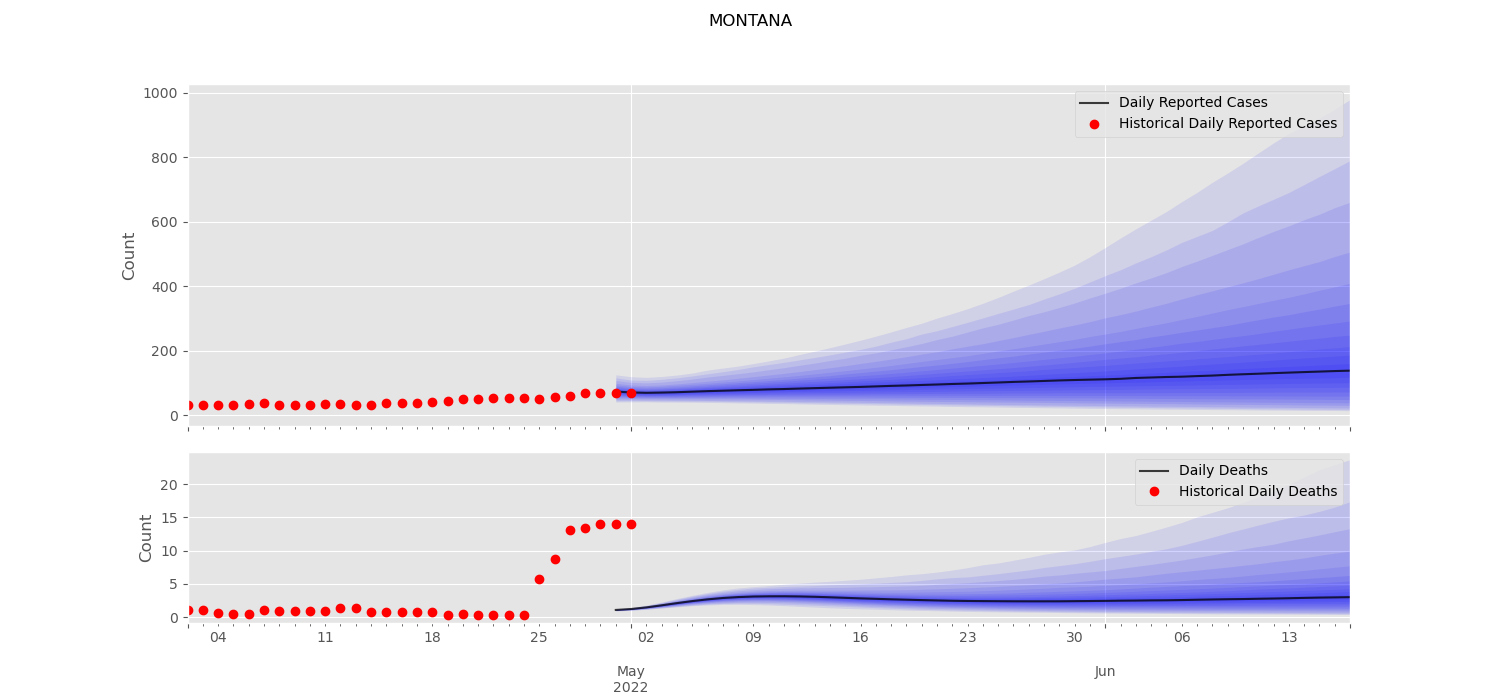 MONTANA
1000
800
600
400
200
0
Count
Daily Reported Cases
Historical Daily Reported Cases
20
15
10
5
0
Count
Daily Deaths
Historical Daily Deaths
04 11 18 25 02 09 16 23 30 06 13
May Jun
2022